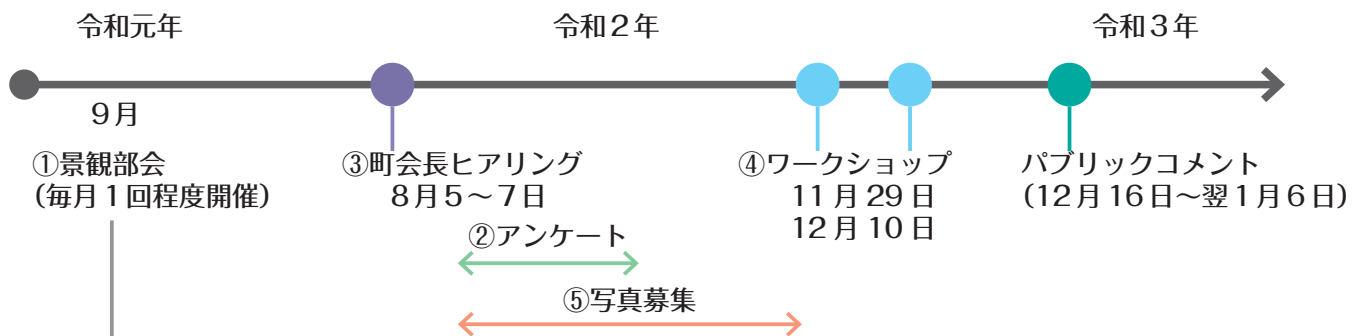 令和元年
令和２年
令和３年
９月
①景観部会
(毎月１回程度開催)
③町会長ヒアリング
８月５～７日
④ワークショップ
11月29日
12月10日
パブリックコメント
(12月16日～翌１月６日)
②アンケート
⑤写真募集